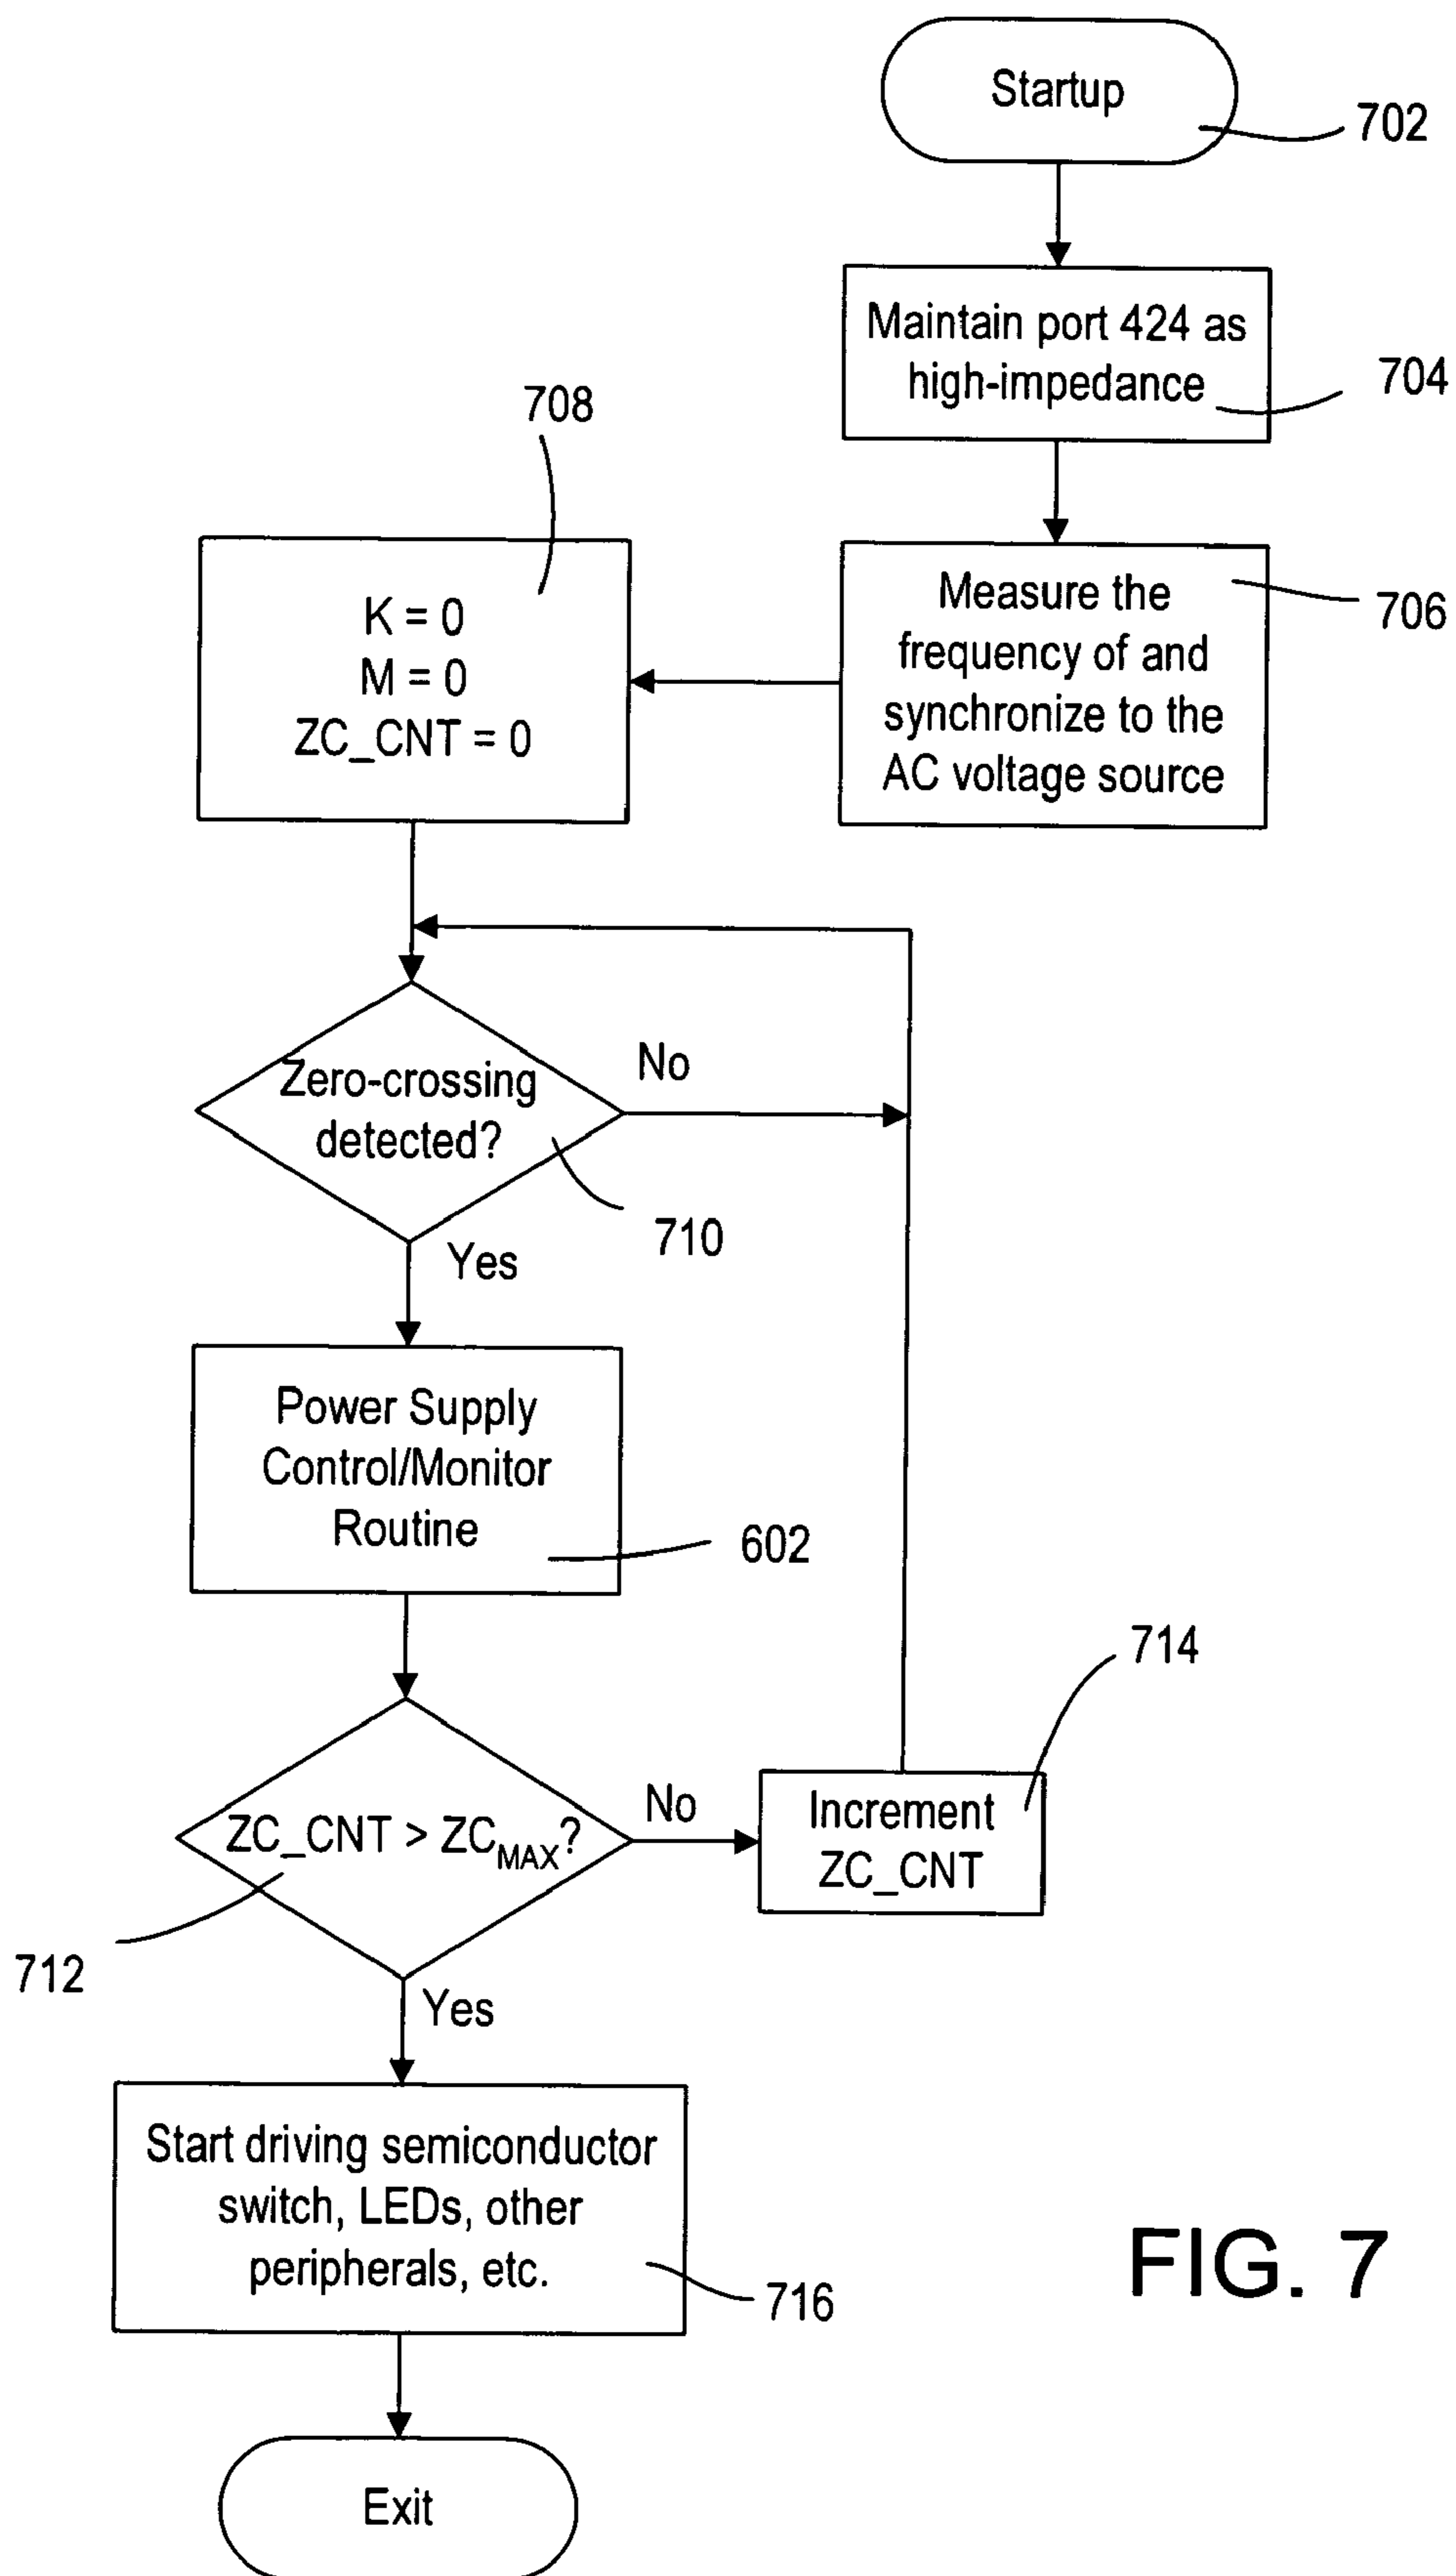 Startup
702
Maintain port 424 as
high-impedance
704
708
K = 0
M = 0
ZC_CNT = 0
Measure the
frequency of and
synchronize to the
AC voltage source
706
Zero-crossing
detected?
No
710
Yes
Power Supply
Control/Monitor
Routine
602
714
ZC_CNT > ZCMAX?
No
Increment
ZC_CNT
712
Yes
Start driving semiconductor
switch, LEDs, other
peripherals, etc.
716
FIG. 7
Exit